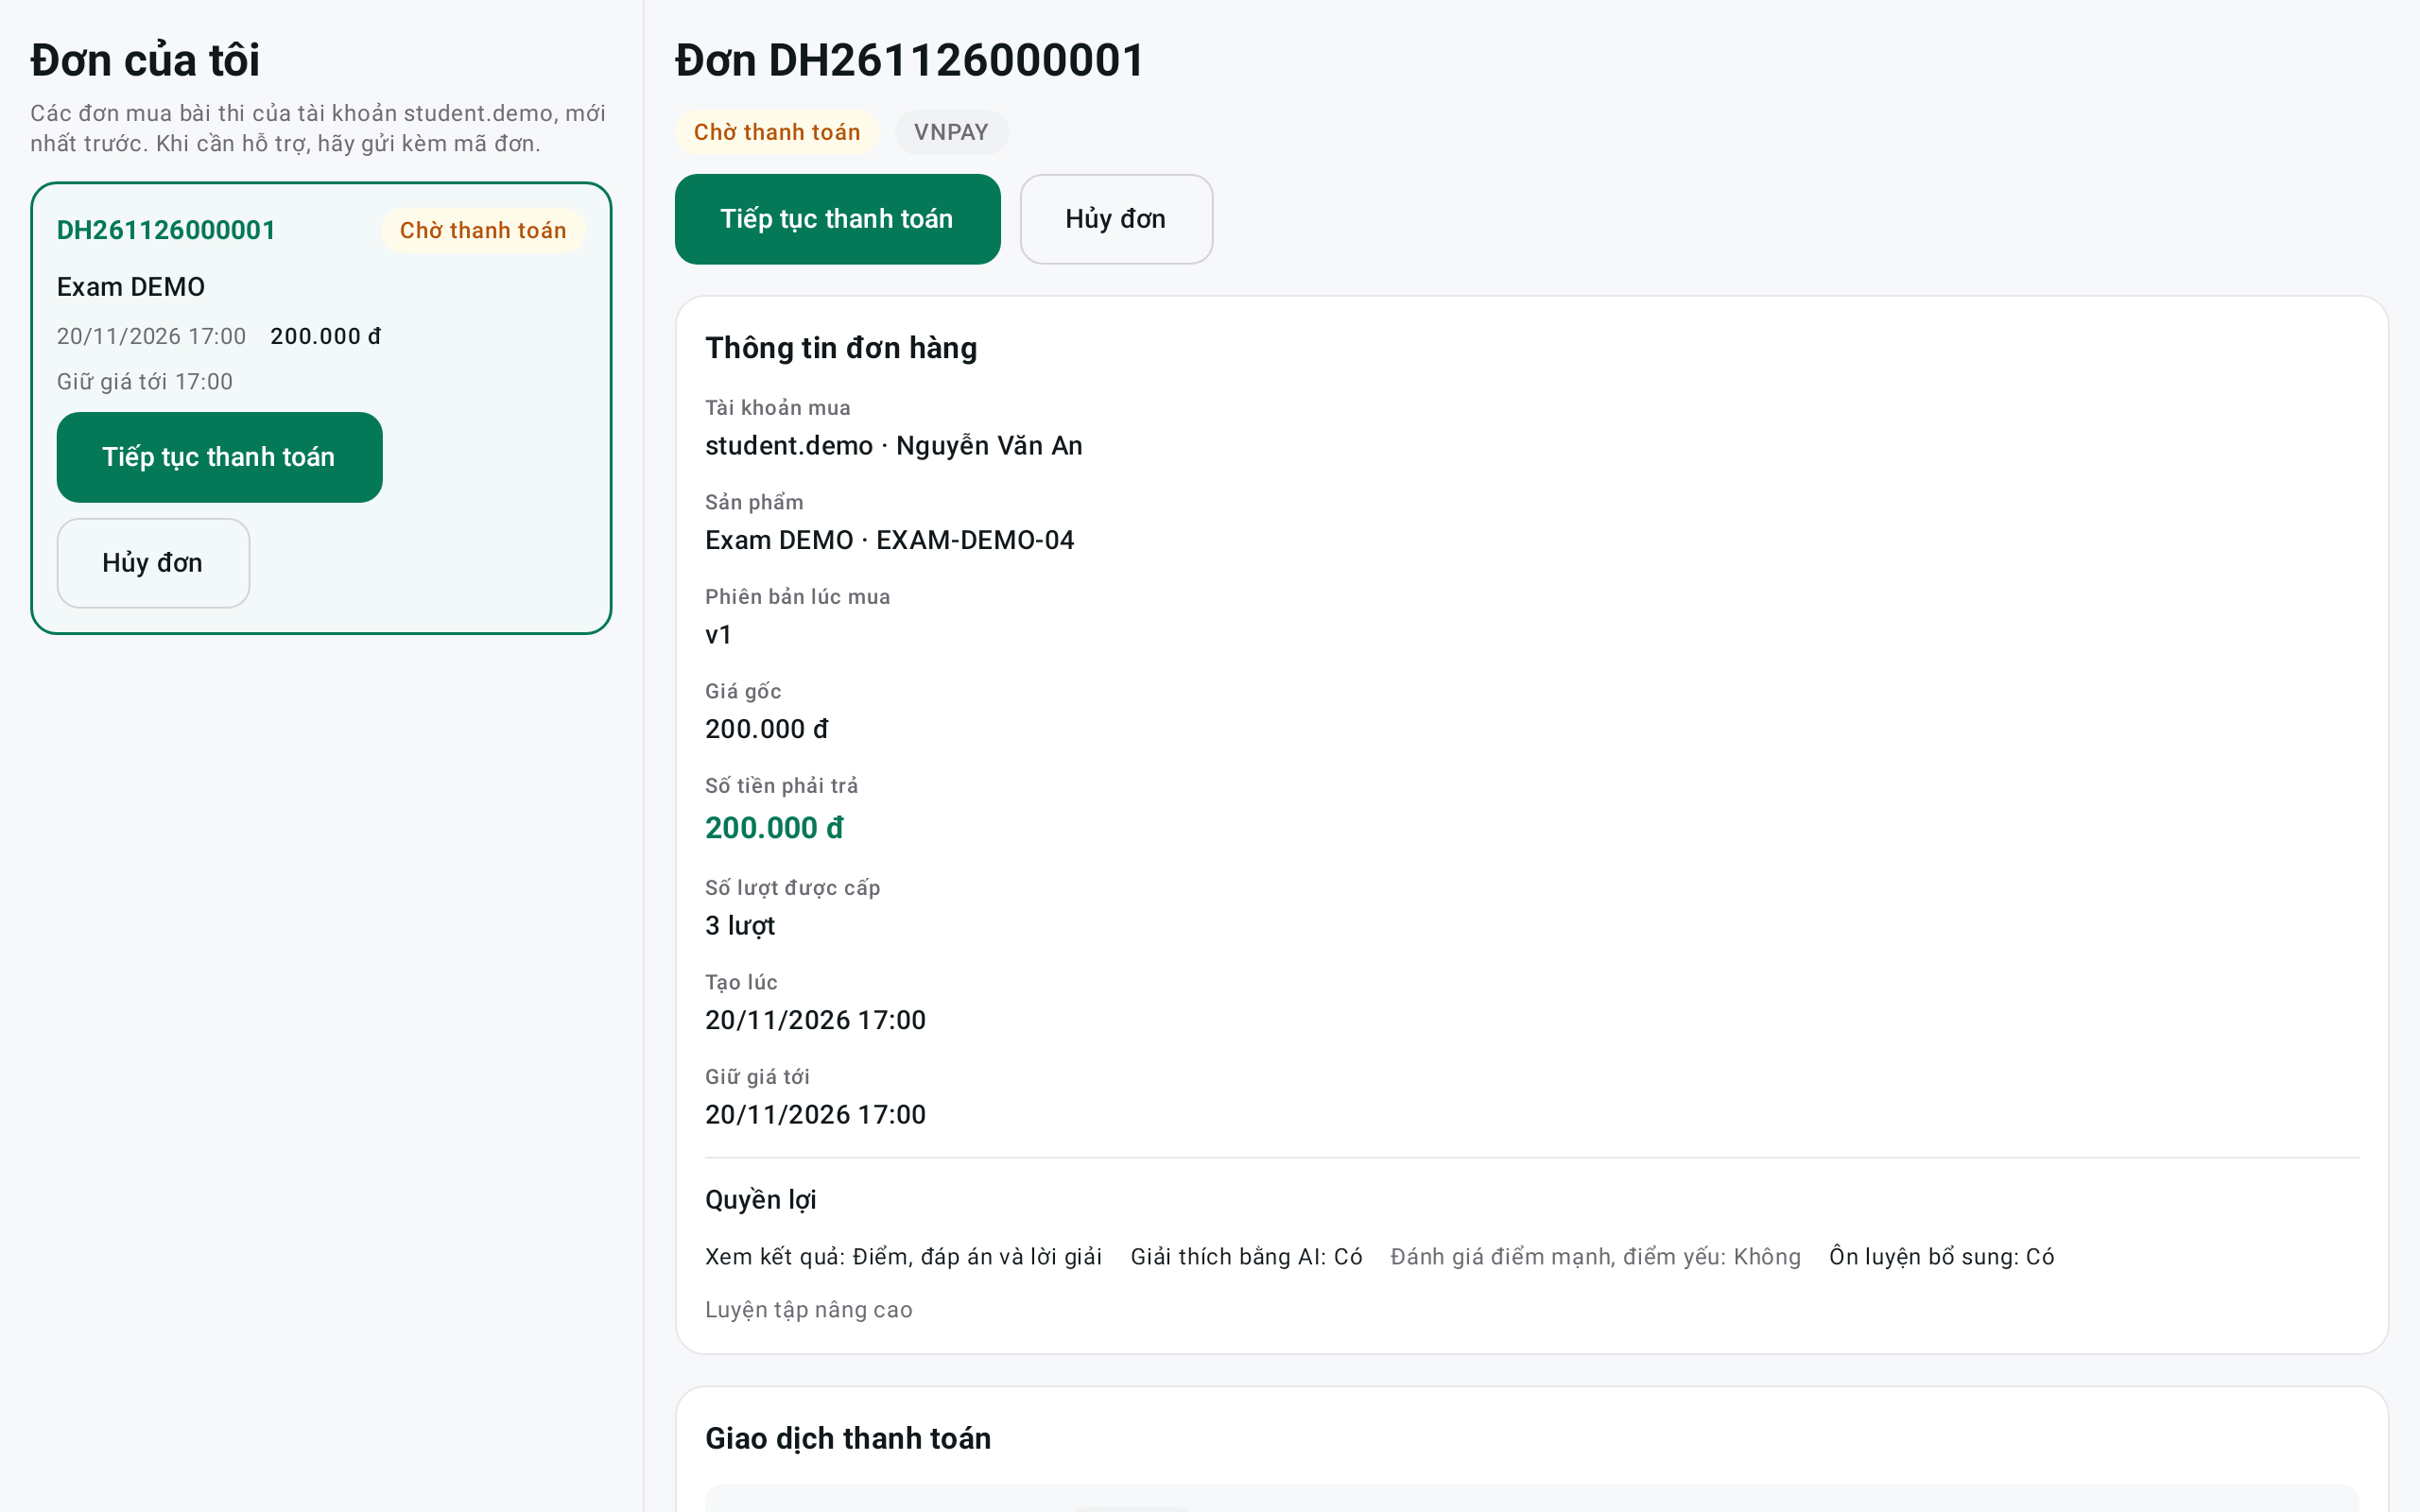 Đơn của tôi
Các đơn mua bài thi của tài khoản student.demo, mới
nhất trước. Khi cần hỗ trợ, hãy gửi kèm mã đơn.
DH261126000001
Chờ thanh toán
Exam DEMO
20/11/2026 17:00 200.000 đ
Giữ giá tới 17:00
Tiếp tục thanh toán
Hủy đơn
Đơn DH261126000001
Chờ thanh toán
VNPAY
Tiếp tục thanh toán
Hủy đơn
Thông tin đơn hàng
Tài khoản mua
student.demo · Nguyễn Văn An
Sản phẩm
Exam DEMO · EXAM-DEMO-04
Phiên bản lúc mua
v1
Giá gốc
200.000 đ
Số tiền phải trả
200.000 đ
Số lượt được cấp
3 lượt
Tạo lúc
20/11/2026 17:00
Giữ giá tới
20/11/2026 17:00
Quyền lợi
Xem kết quả: Điểm, đáp án và lời giải Giải thích bằng AI: Có Đánh giá điểm mạnh, điểm yếu: Không Ôn luyện bổ sung: Có
Luyện tập nâng cao
Giao dịch thanh toán